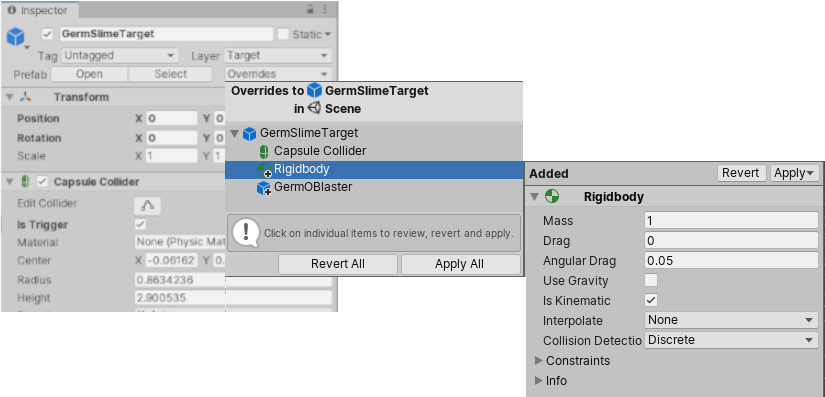 Inspector
GermSlimeTarget Static
Tag Untagged Layer Target
Prefab Open Select Overrides
Transform
Position X 0 Y 0
Rotation X 0 Y 0
Scale X 1 Y 1
Capsule Collider
Edit Collider
Is Trigger
Material None (Physic Mat
Center X -0.06162 Y 0.
Radius 0.8634236
Height 2.900535
Overrides to GermSlimeTarget
in Scene
GermSlimeTarget
Capsule Collider
Rigidbody
GermOBlaster
Click on individual items to review, revert and apply.
Revert All Apply All
Added Revert Apply
Rigidbody
Mass 1
Drag 0
Angular Drag 0.05
Use Gravity
Is Kinematic
Interpolate None
Collision Detectio Discrete
Constraints
Info